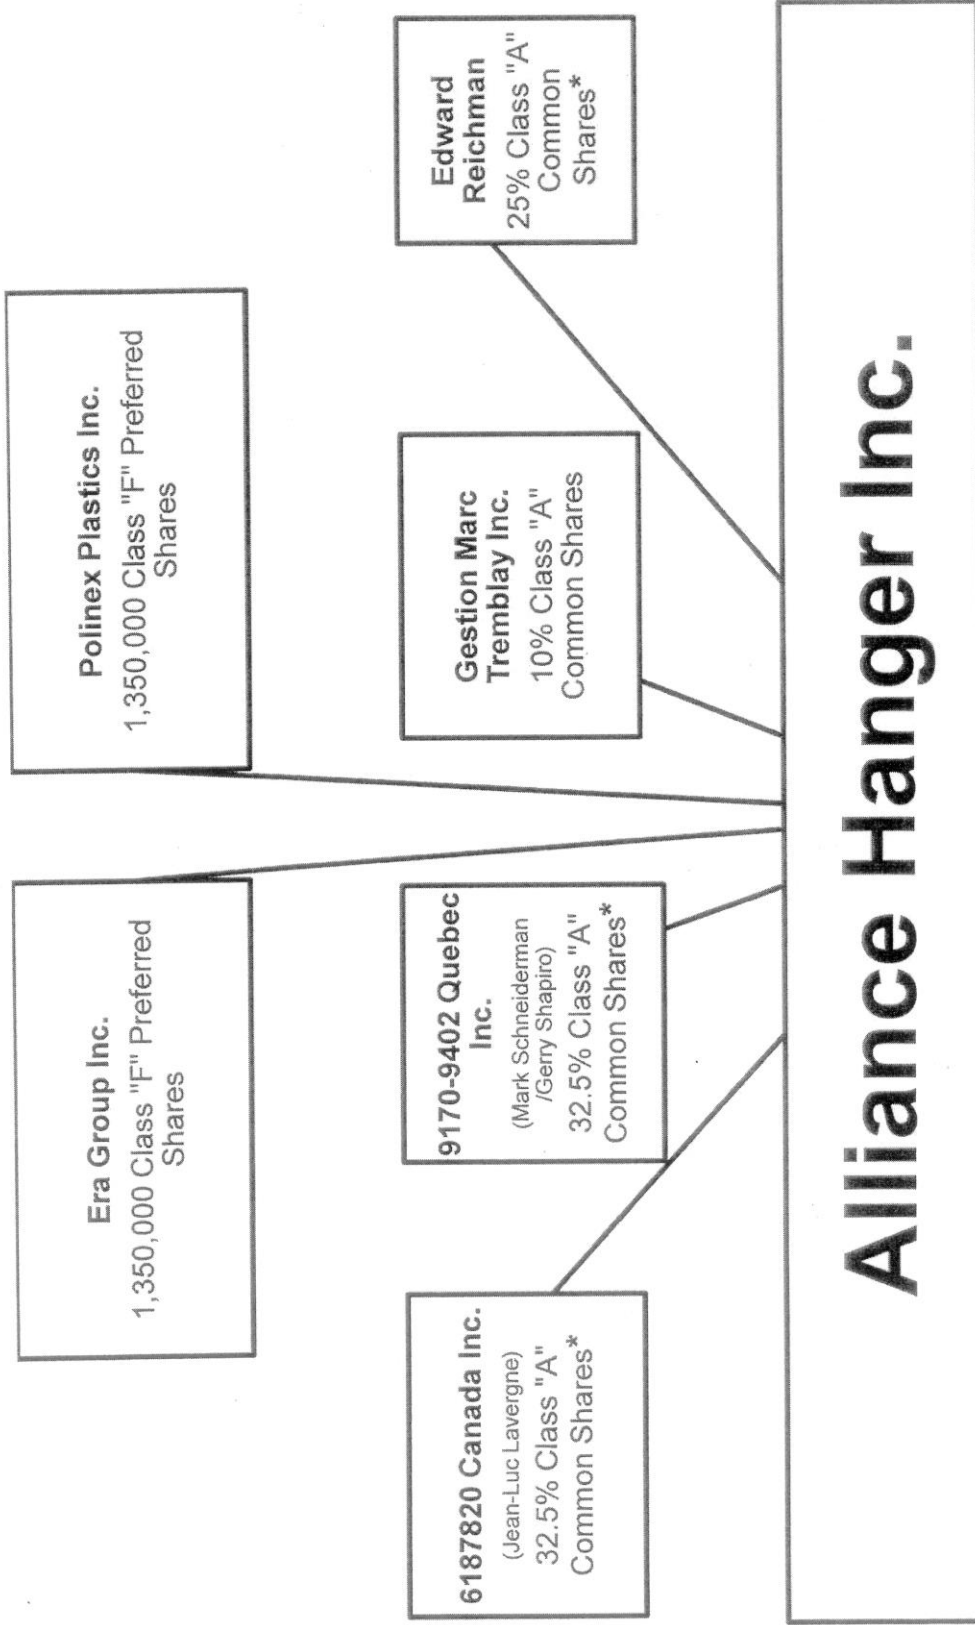 Era Group Inc.
1,350,000 Class "F" Preferred
Shares
Polinex Plastics Inc.
1,350,000 Class "F" Preferred
Shares
6187820 Canada Inc.
(Jean-Luc Lavergne)
32.5% Class "A"
Common Shares*
9170-9402 Quebec
Inc.
(Mark Schneiderman
/Gerry Shapiro)
32.5% Class "A"
Common Shares*
Gestion Marc
Tremblay Inc.
10% Class "A"
Common Shares
Edward
Reichman
25% Class "A"
Common
Shares*
Alliance Hanger Inc.